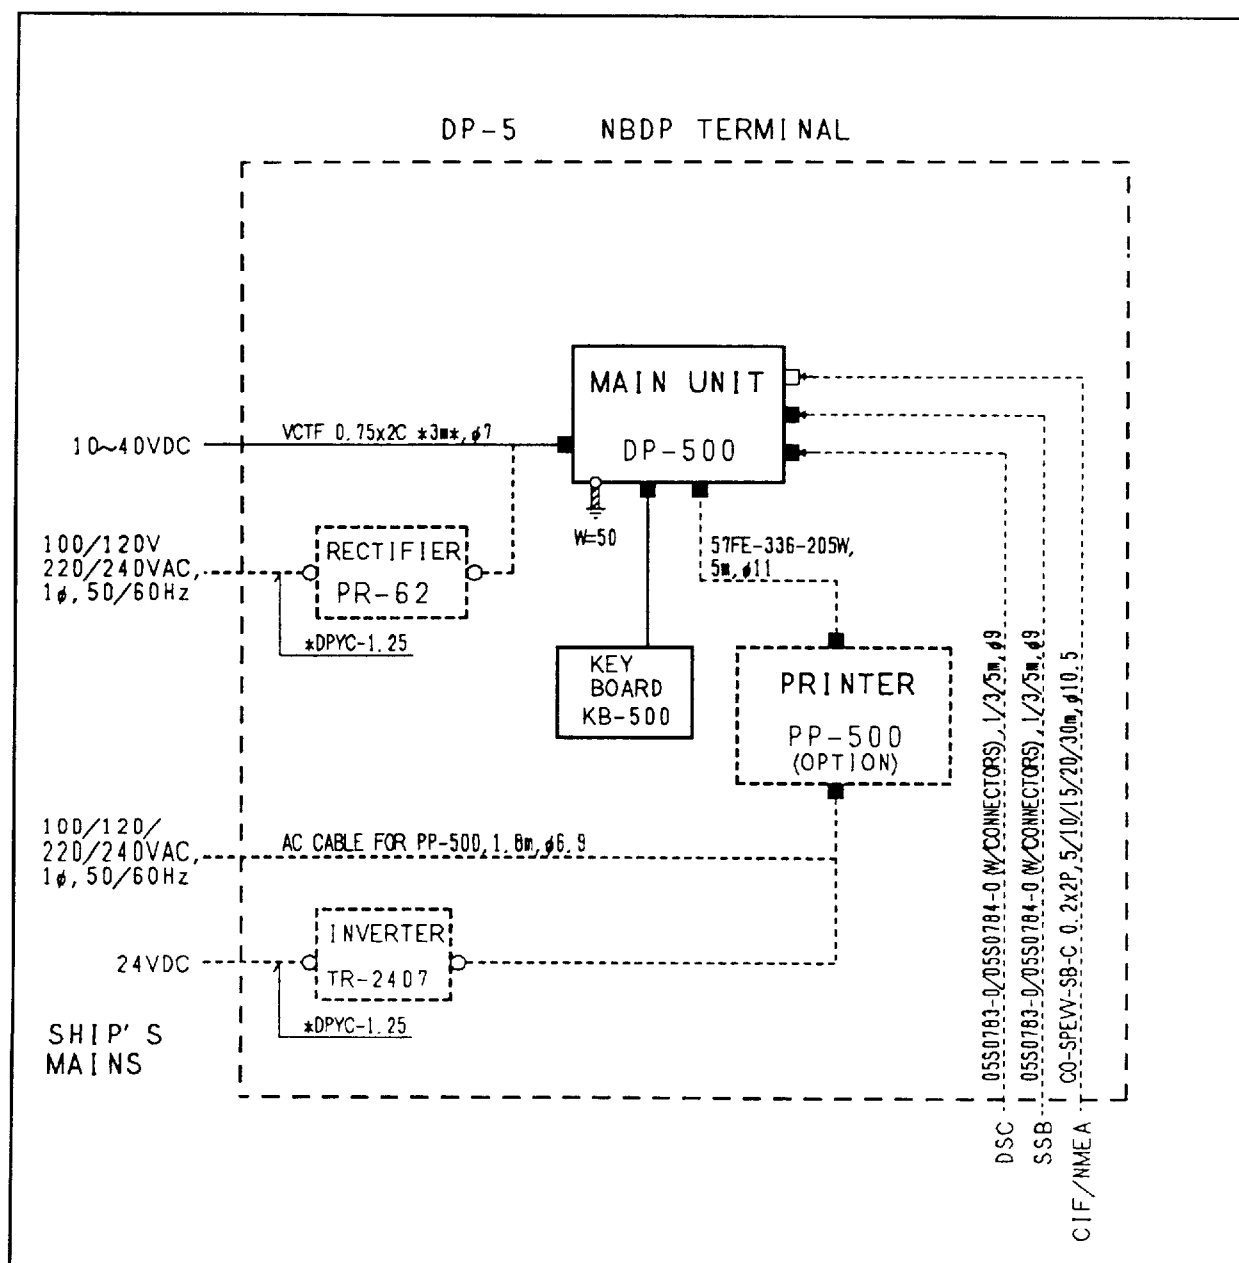 DP-5 NBDP TERMINAL
MAIN UNIT
DP-500
10~40VDC
VCTF 0.75x2C *3m*, φ7
W=50
57FE-336-205W,
5m, φ11
100/120V
220/240VAC,
1φ, 50/60Hz
RECTIFIER
PR-62
*DPYC-1.25
KEY
BOARD
KB-500
PRINTER
PP-500
(OPTION)
100/120/
220/240VAC,
1φ, 50/60Hz
AC CABLE FOR PP-500, 1.8m, φ6.9
24VDC
INVERTER
TR-2407
*DPYC-1.25
SHIP'S
MAINS
05S0783-0/05S0784-0 (W/CONNECTORS), 1/3/5m, φ9
05S0783-0/05S0784-0 (W/CONNECTORS), 1/3/5m, φ9
CO-SPEVV-SB-C 0.2x2P, 5/10/15/20/30m, φ10.5
DSC
SSB
CIF/NMEA